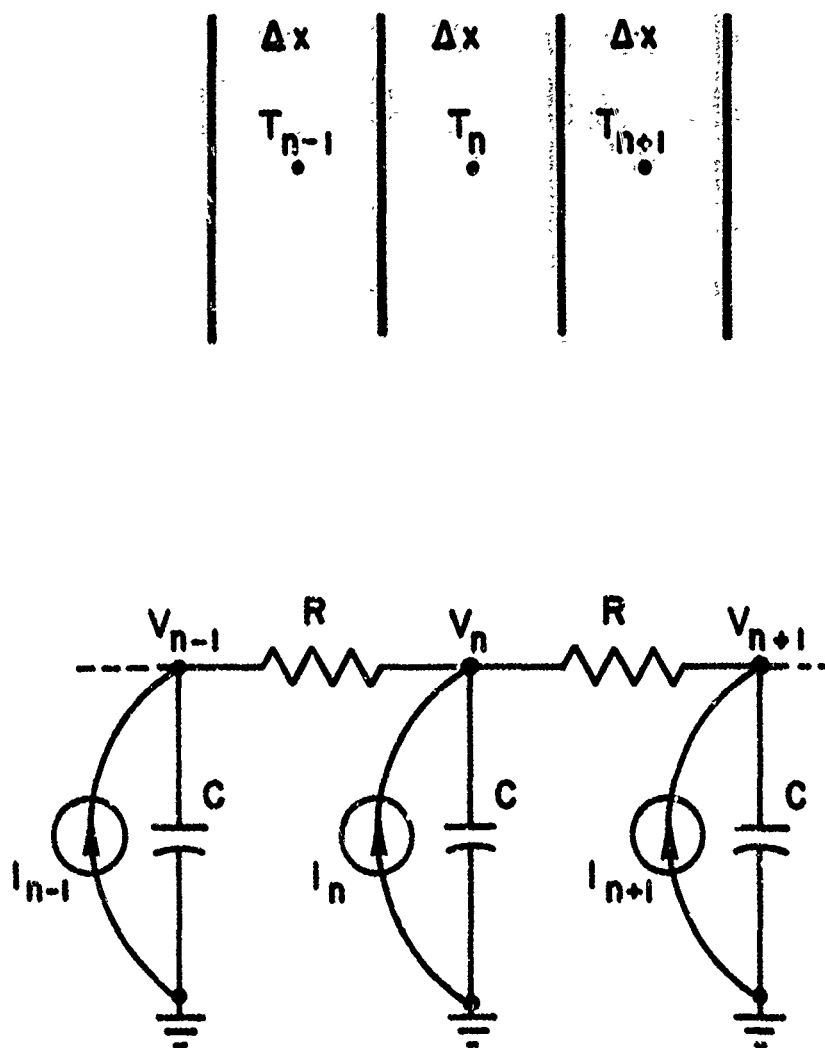 Δx Δx Δx
T_{n-1} T_n T_{n+1}
R R
V_{n-1} V_n V_{n+1}
C C C
I_{n-1} I_n I_{n+1}